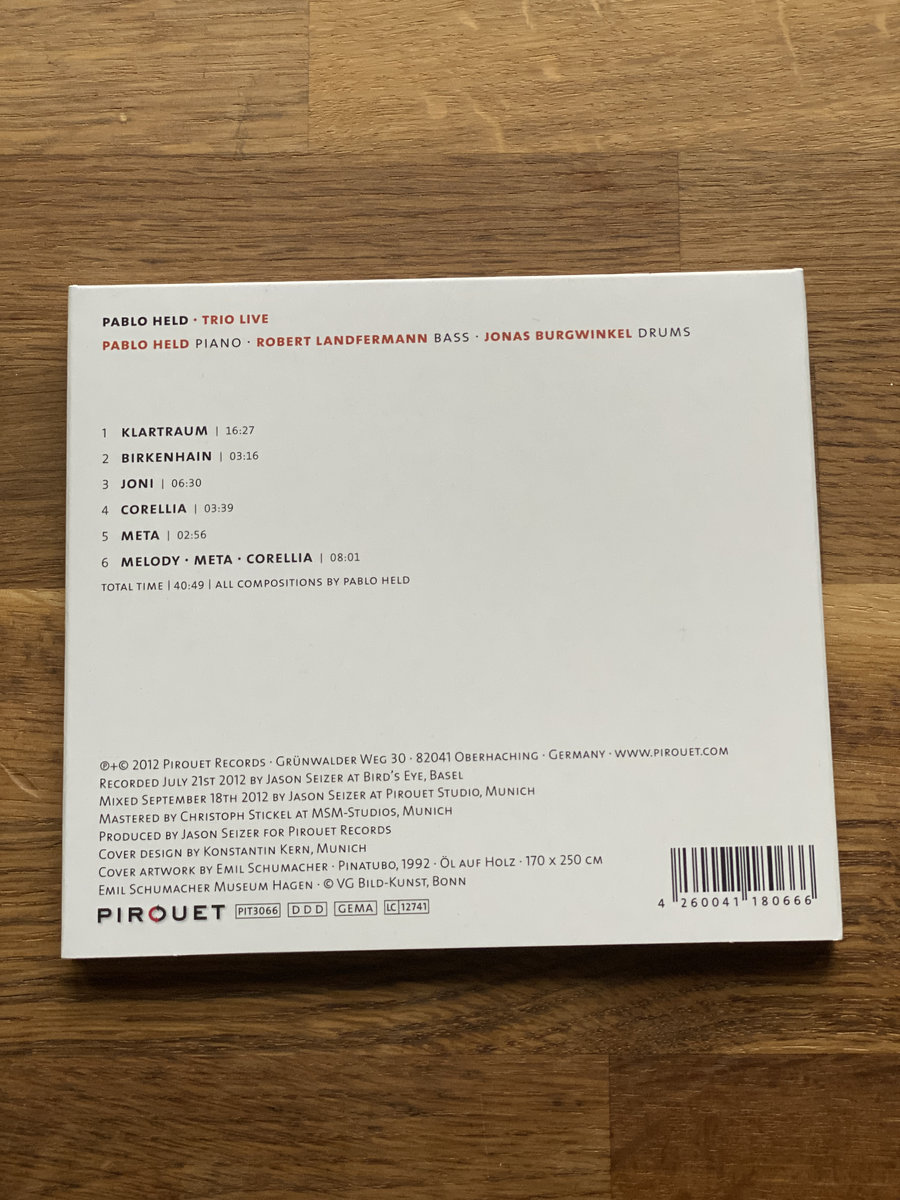 PABLO HELD · TRIO LIVE
PABLO HELD PIANO · ROBERT LANDFERMANN BASS · JONAS BURGWINKEL DRUMS
1 KLARTRAUM | 16:27
2 BIRKENHAIN | 03:16
3 JONI | 06:30
4 CORELLIA | 03:39
5 META | 02:56
6 MELODY · META · CORELLIA | 08:01
TOTAL TIME | 40:49 | ALL COMPOSITIONS BY PABLO HELD
℗+© 2012 PIROUET RECORDS · GRÜNWALDER WEG 30 · 82041 OBERHACHING · GERMANY · WWW.PIROUET.COM
RECORDED JULY 21ST 2012 BY JASON SEIZER AT BIRD'S EYE, BASEL
MIXED SEPTEMBER 18TH 2012 BY JASON SEIZER AT PIROUET STUDIO, MUNICH
MASTERED BY CHRISTOPH STICKEL AT MSM-STUDIOS, MUNICH
PRODUCED BY JASON SEIZER FOR PIROUET RECORDS
COVER DESIGN BY KONSTANTIN KERN, MUNICH
COVER ARTWORK BY EMIL SCHUMACHER · PINATUBO, 1992 · ÖL AUF HOLZ · 170 X 250 CM
EMIL SCHUMACHER MUSEUM HAGEN · © VG BILD-KUNST, BONN
PIROUET PIT3066 DDD GEMA LC 12741
4 260041 180666